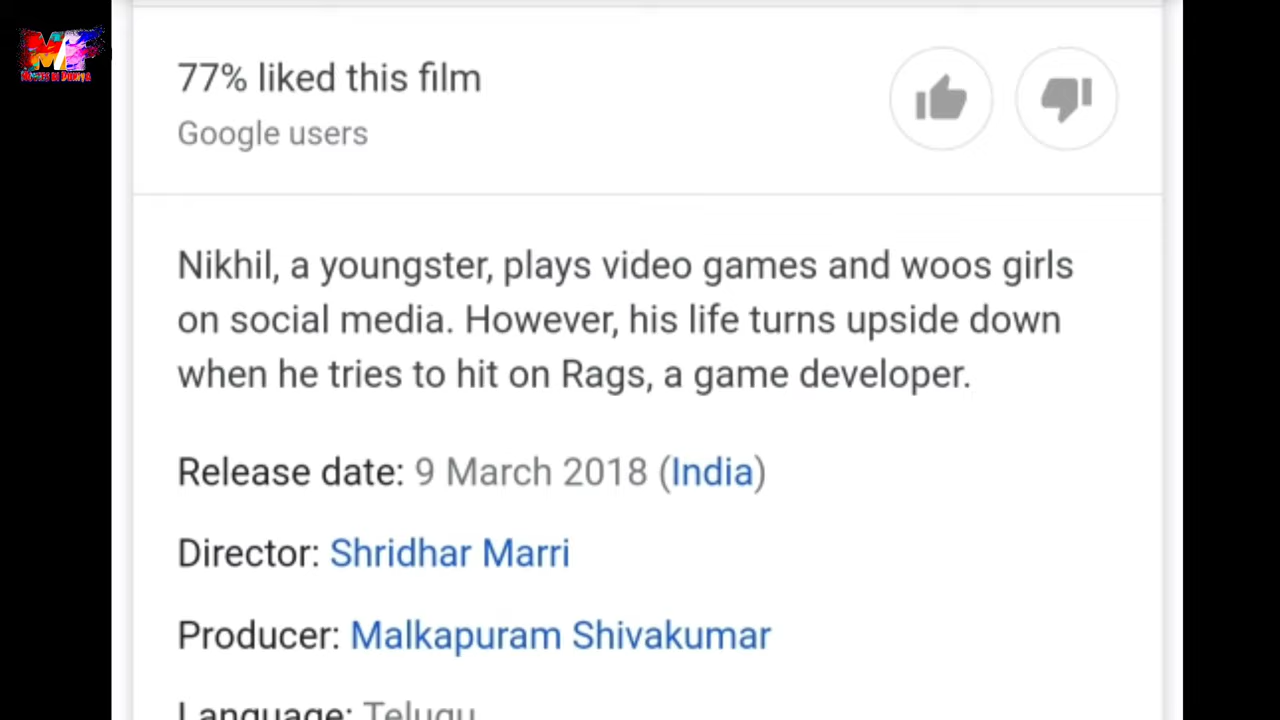 77% liked this film
Google users
Nikhil, a youngster, plays video games and woos girls
on social media. However, his life turns upside down
when he tries to hit on Rags, a game developer.
Release date: 9 March 2018 (India)
Director: Shridhar Marri
Producer: Malkapuram Shivakumar
Language: Telugu